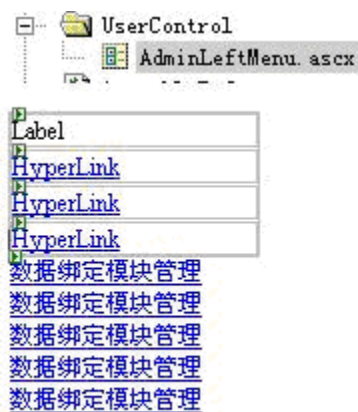 UserControl
AdminLeftMenu.ascx
Label
HyperLink
HyperLink
HyperLink
数据绑定模块管理
数据绑定模块管理
数据绑定模块管理
数据绑定模块管理
数据绑定模块管理